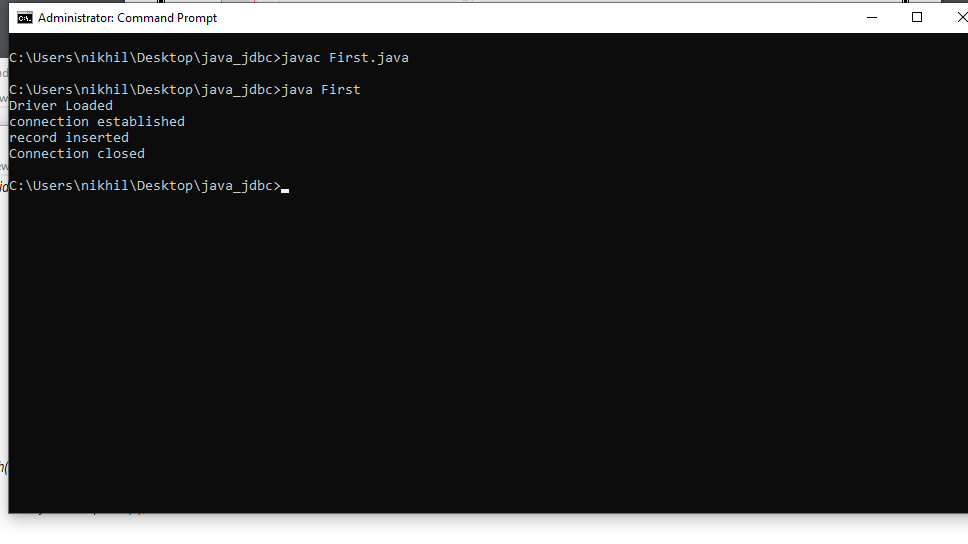 Administrator: Command Prompt
C:\Users\nikhil\Desktop\java_jdbc>javac First.java
C:\Users\nikhil\Desktop\java_jdbc>java First
Driver Loaded
connection established
record inserted
Connection closed
C:\Users\nikhil\Desktop\java_jdbc>